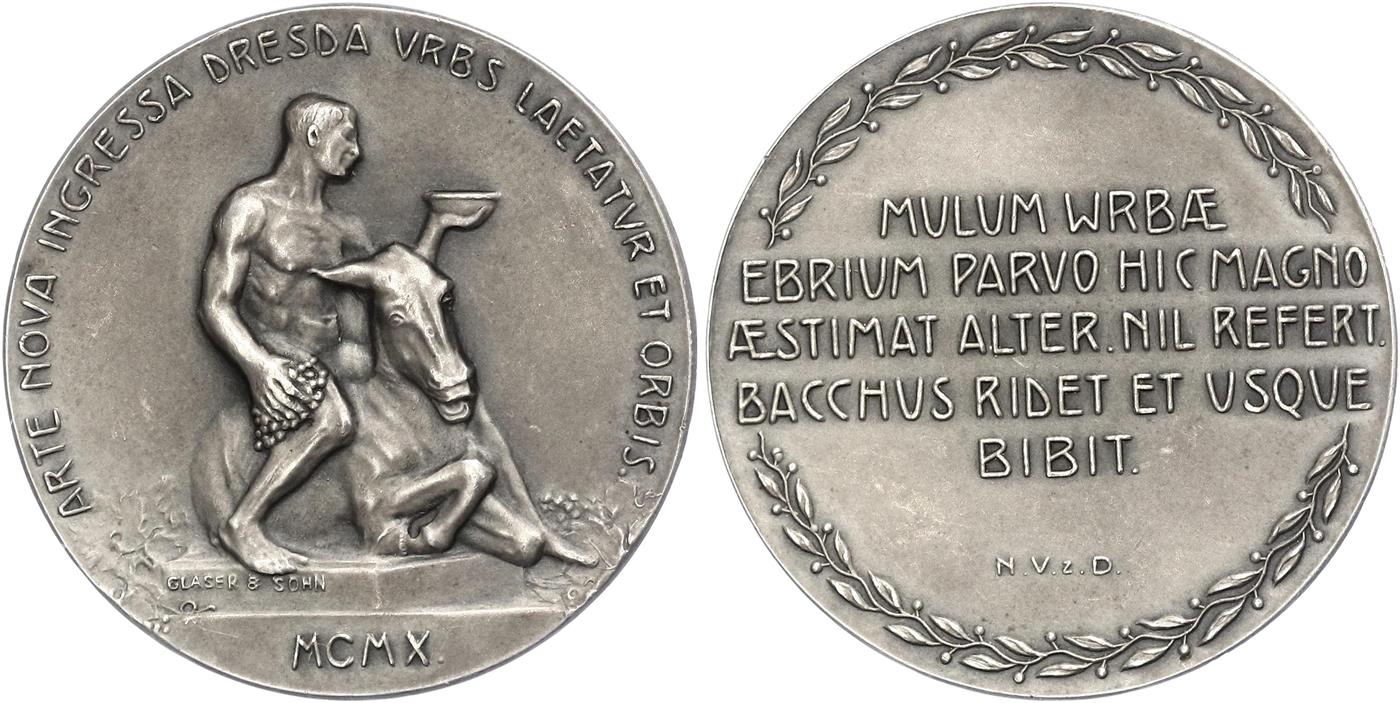 ARTE NOVA INGRESSA DRESDA VRBS LAETATVR ET ORBIS.
GLASER & SOHN
MCMX.
MULUM WRBÆ
EBRIUM PARVO HIC MAGNO
ÆSTIMAT ALTER. NIL REFERT.
BACCHUS RIDET ET USQUE
BIBIT.
N.V.z.D.